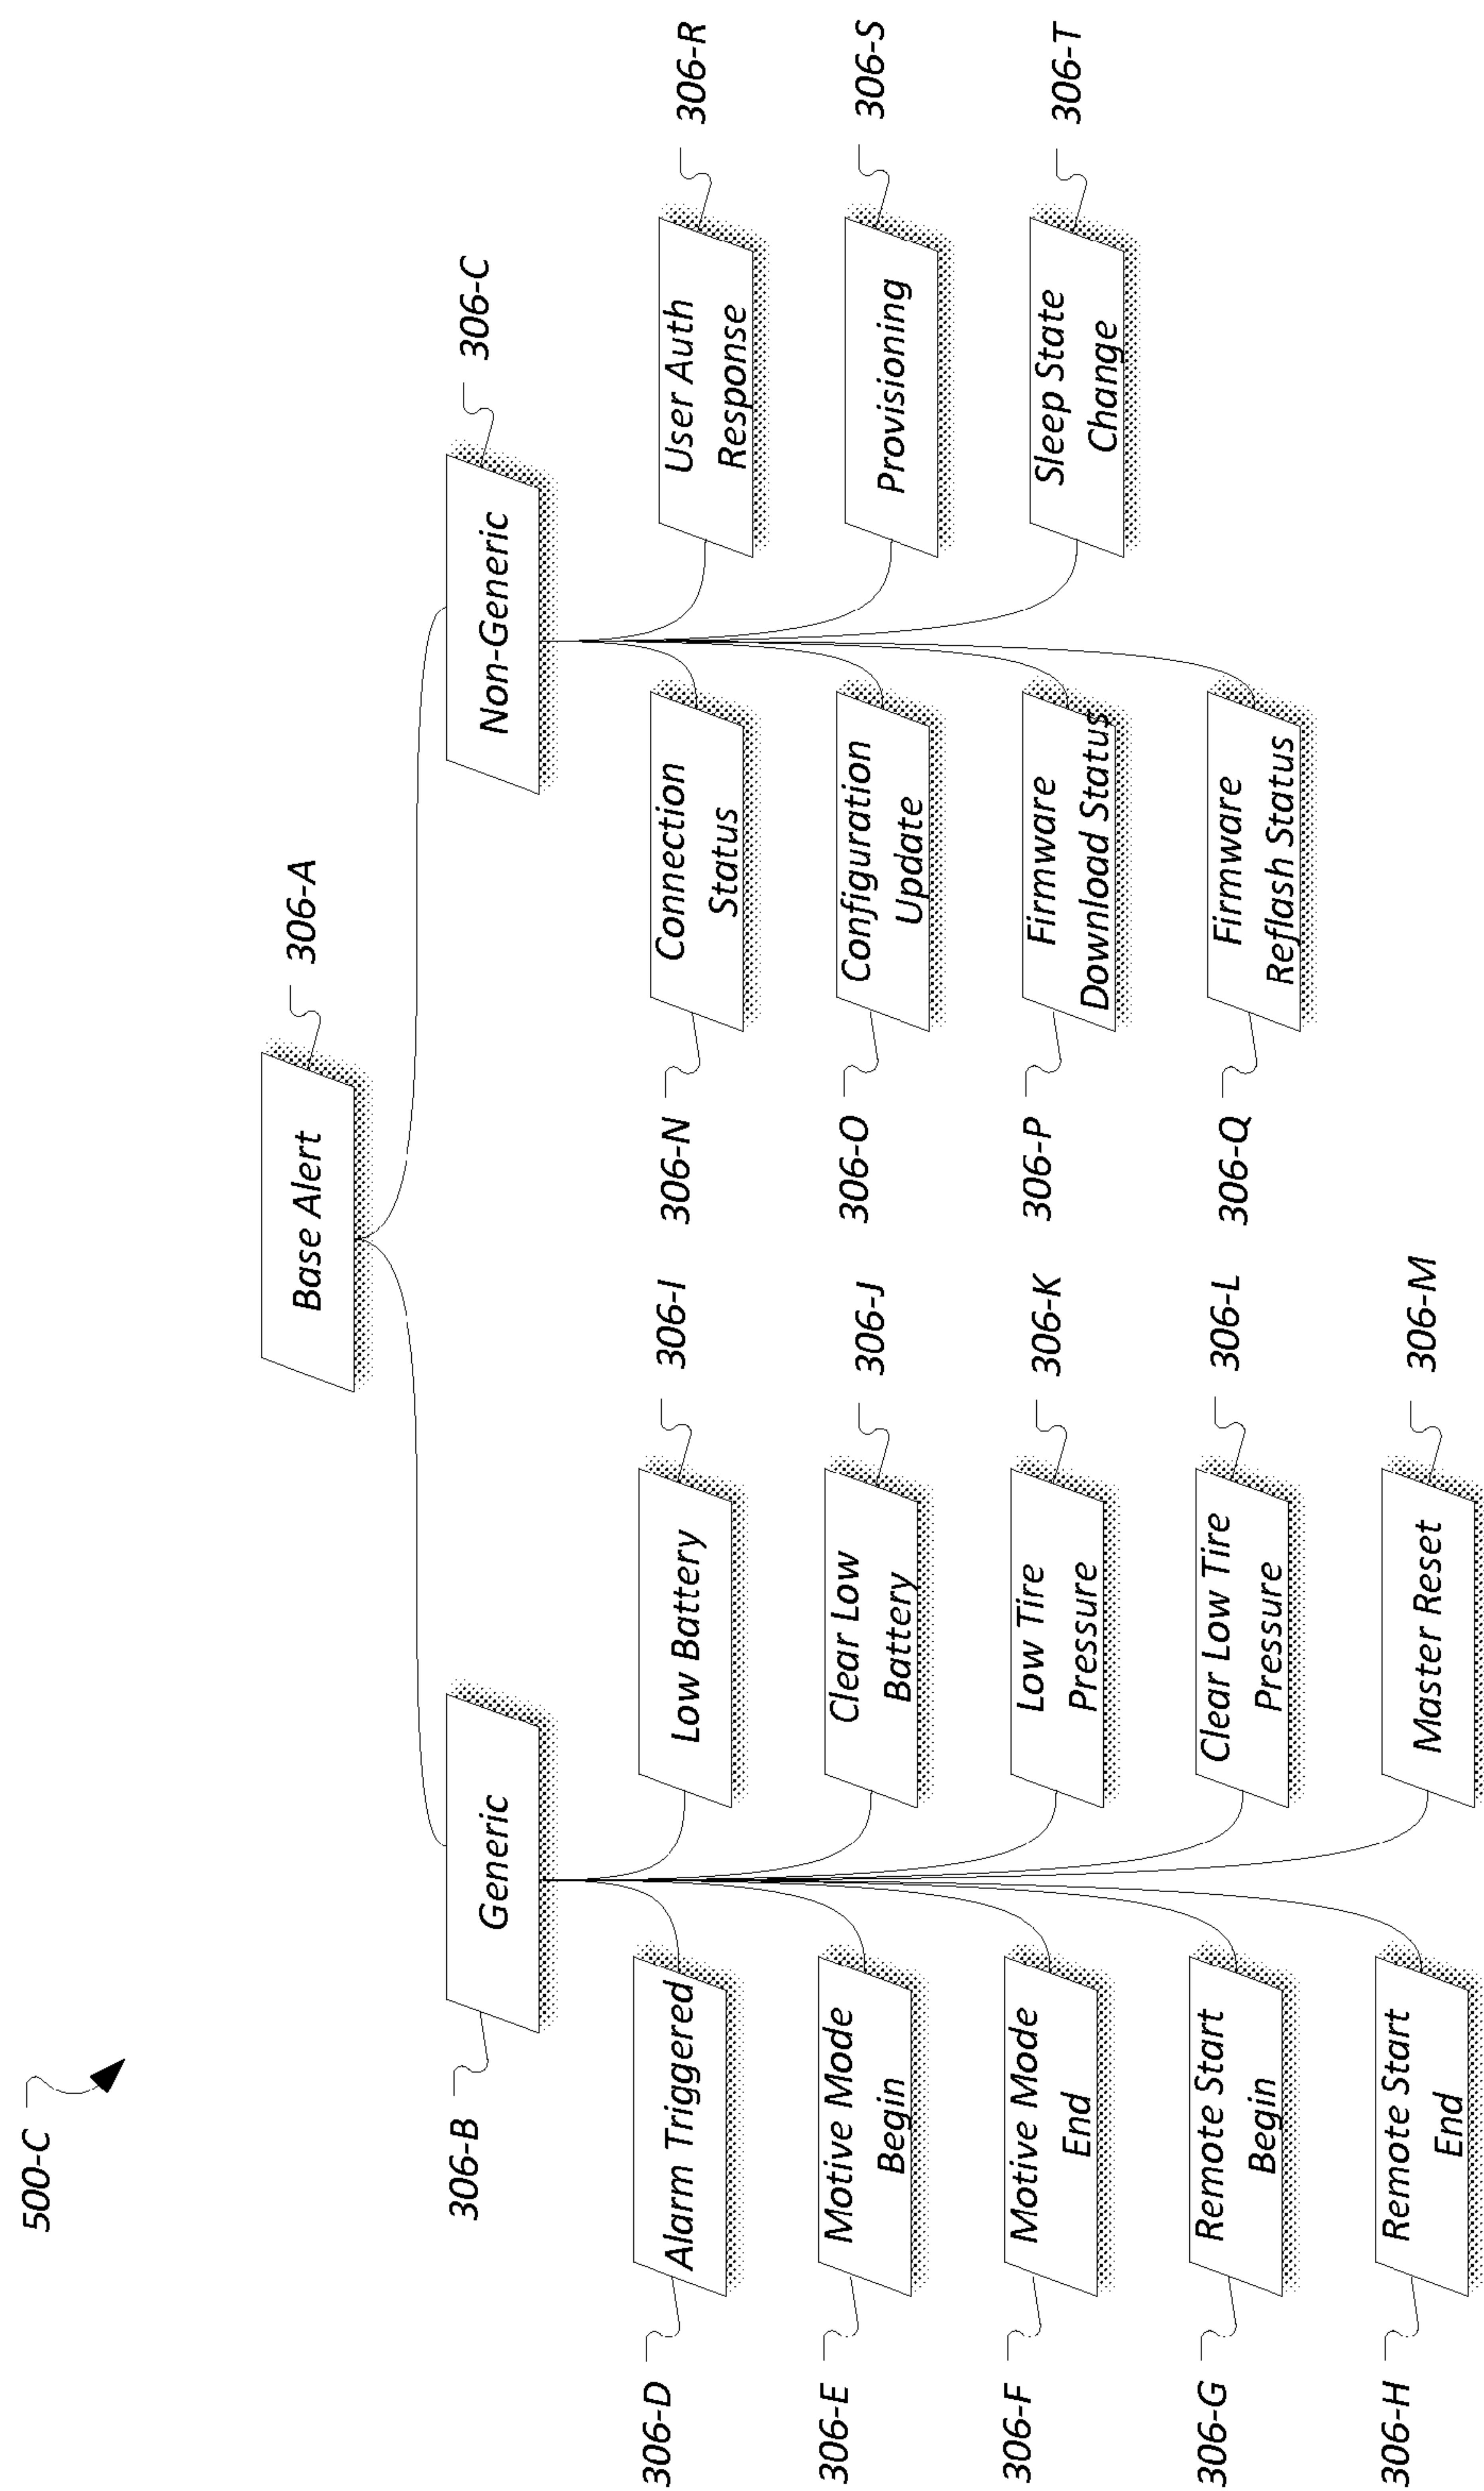 500-C
Base Alert
306-A
306-B
Generic
Non-Generic
306-C
306-D
Alarm Triggered
Low Battery
306-I
306-N
Connection
Status
User Auth
Response
306-R
306-E
Motive Mode
Begin
Clear Low
Battery
306-J
306-O
Configuration
Update
Provisioning
306-S
306-F
Motive Mode
End
Low Tire
Pressure
306-K
306-P
Firmware
Download Status
Sleep State
Change
306-T
306-G
Remote Start
Begin
Clear Low Tire
Pressure
306-L
306-Q
Firmware
Reflash Status
306-H
Remote Start
End
Master Reset
306-M